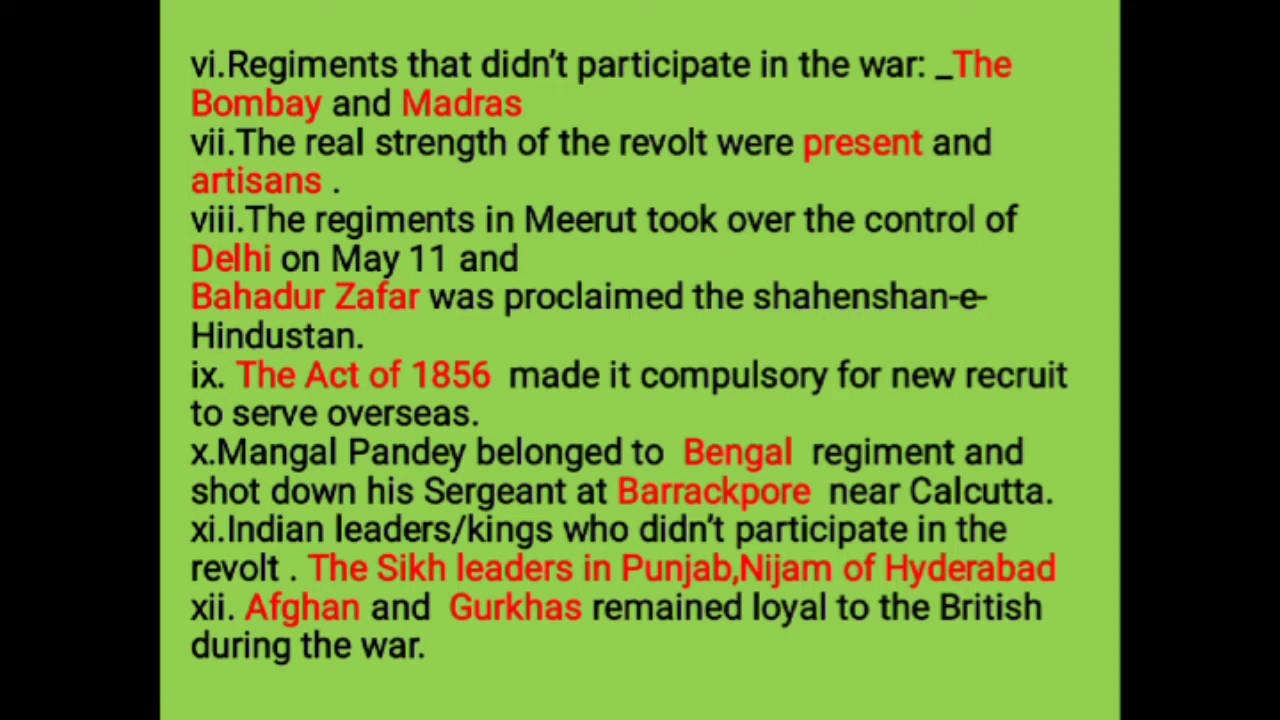 vi.Regiments that didn't participate in the war: _The
Bombay and Madras
vii.The real strength of the revolt were present and
artisans .
viii.The regiments in Meerut took over the control of
Delhi on May 11 and
Bahadur Zafar was proclaimed the shahenshan-e-
Hindustan.
ix. The Act of 1856 made it compulsory for new recruit
to serve overseas.
x.Mangal Pandey belonged to Bengal regiment and
shot down his Sergeant at Barrackpore near Calcutta.
xi.Indian leaders/kings who didn't participate in the
revolt . The Sikh leaders in Punjab,Nijam of Hyderabad
xii. Afghan and Gurkhas remained loyal to the British
during the war.